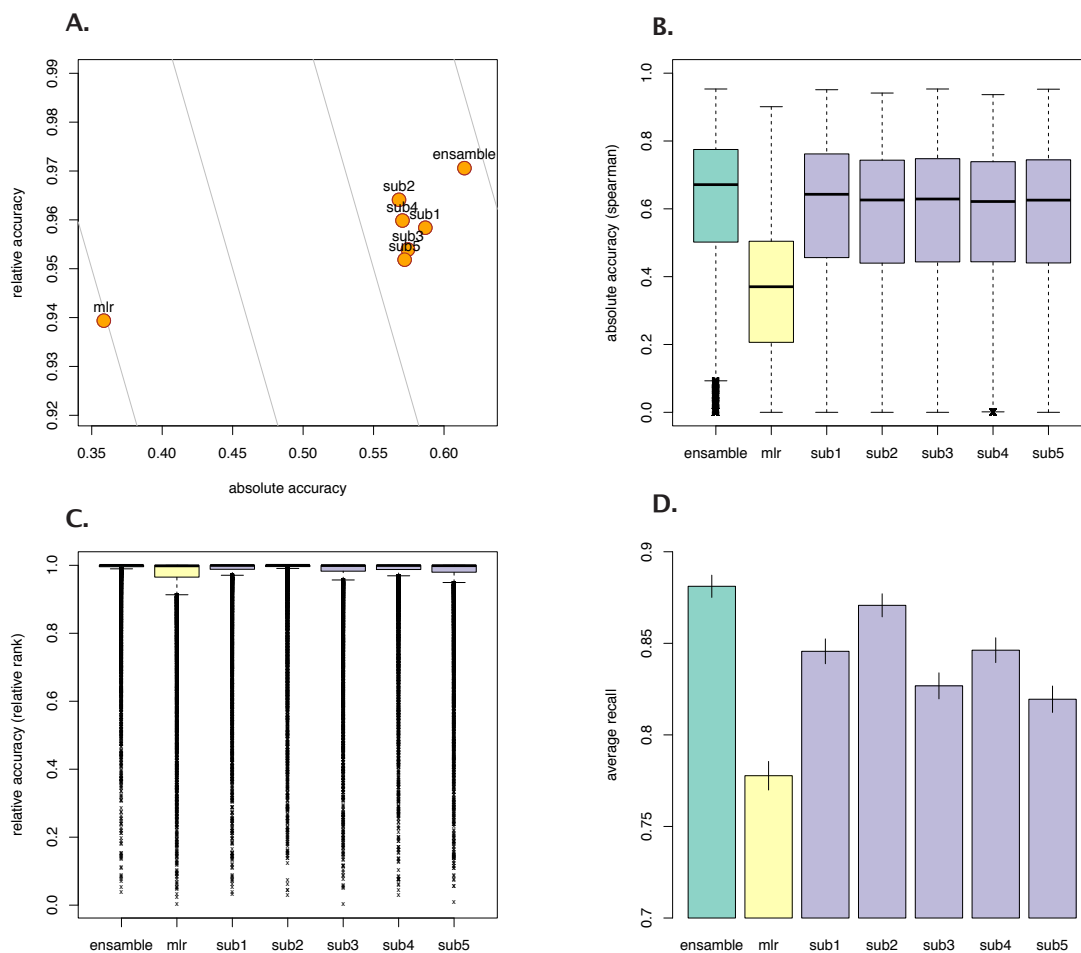 A.
relative accuracy
0.92 0.93 0.94 0.95 0.96 0.97 0.98 0.99
ensamble
sub2
sub4
sub1
sub3
sub5
mlr
0.35 0.40 0.45 0.50 0.55 0.60
absolute accuracy
B.
absolute accuracy (spearman)
0.0 0.2 0.4 0.6 0.8 1.0
ensamble mlr sub1 sub2 sub3 sub4 sub5
C.
relative accuracy (relative rank)
0.0 0.2 0.4 0.6 0.8 1.0
ensamble mlr sub1 sub2 sub3 sub4 sub5
D.
average recall
0.7 0.75 0.8 0.85 0.9
ensamble mlr sub1 sub2 sub3 sub4 sub5